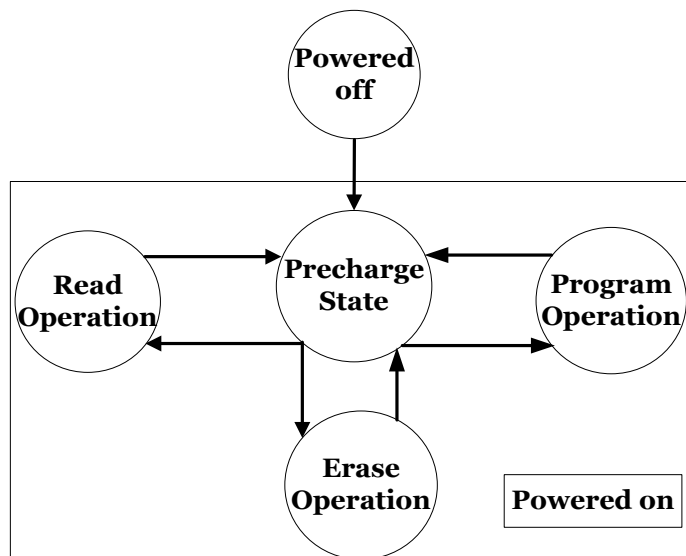 Powered
off
Precharge
State
Read
Operation
Program
Operation
Erase
Operation
Powered on